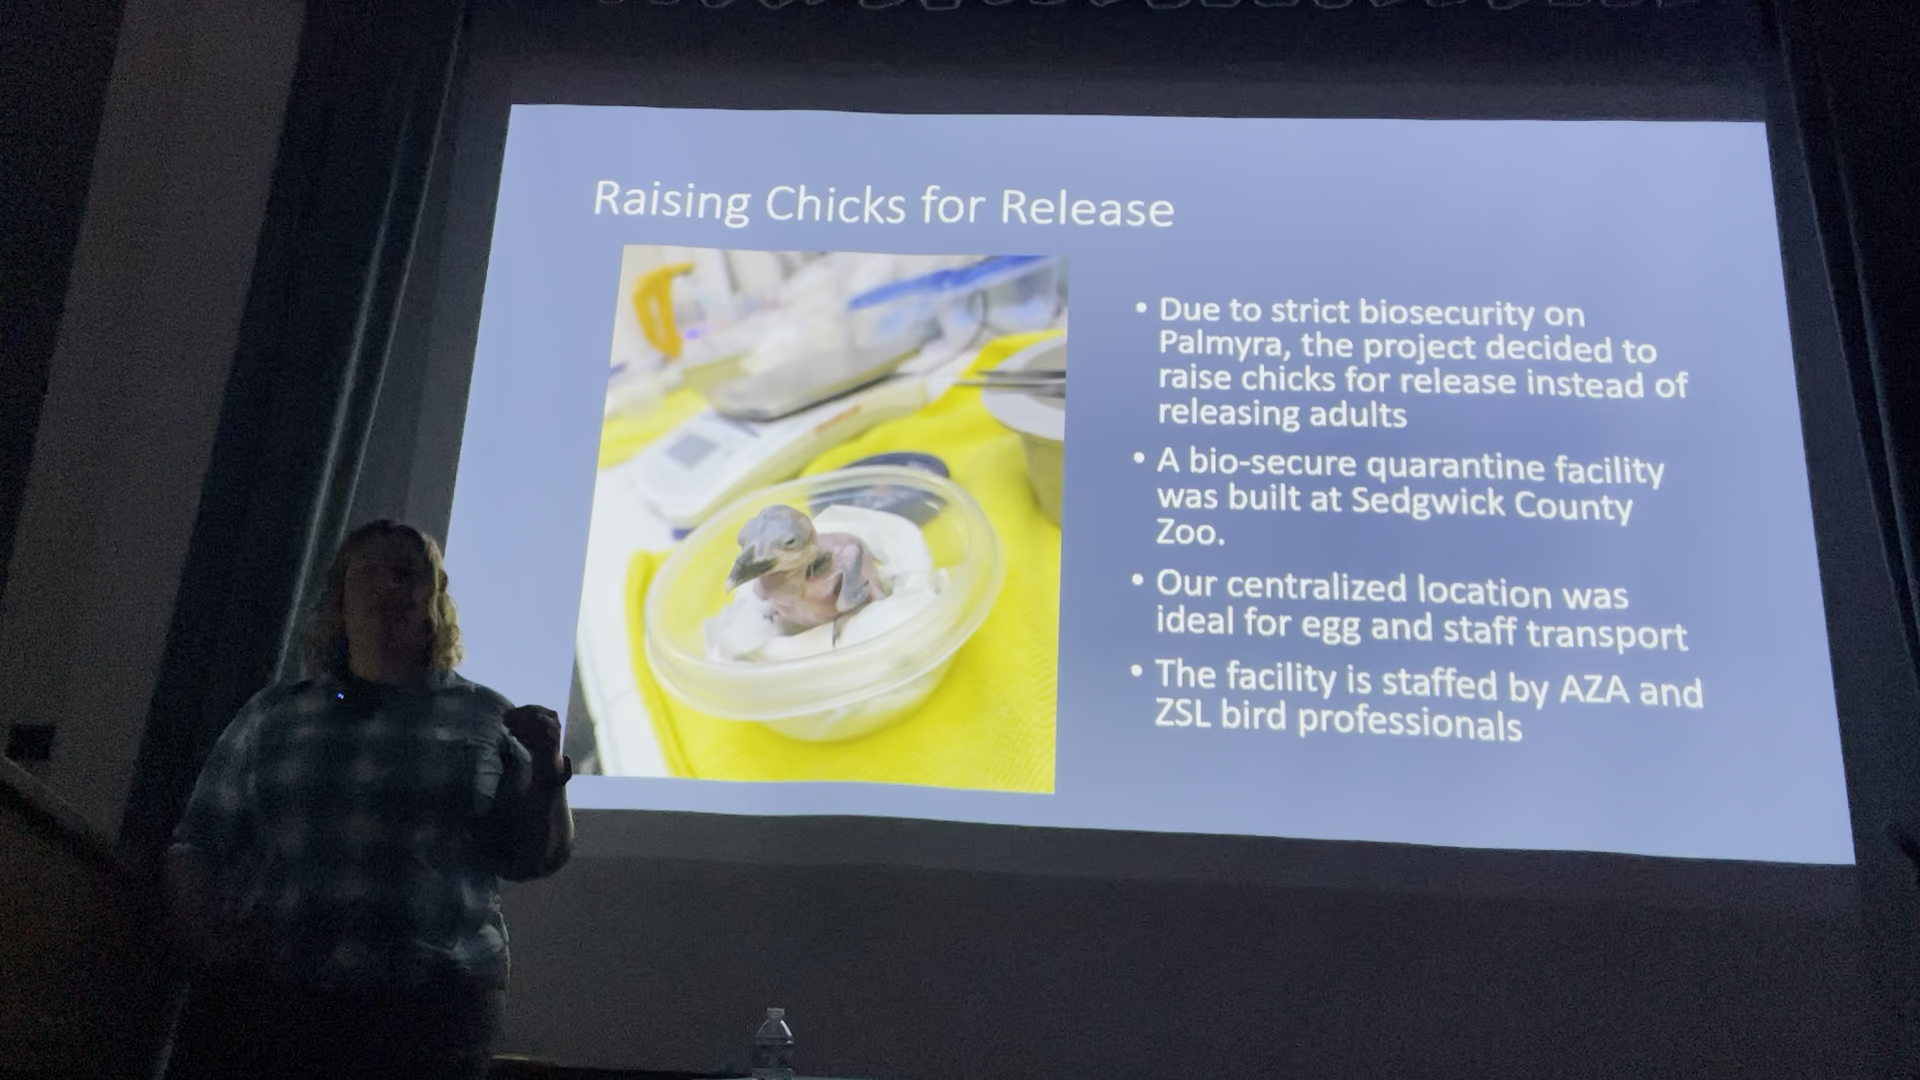 Raising Chicks for Release
• Due to strict biosecurity on
Palmyra, the project decided to
raise chicks for release instead of
releasing adults
• A bio-secure quarantine facility
was built at Sedgwick County
Zoo.
• Our centralized location was
ideal for egg and staff transport
• The facility is staffed by AZA and
ZSL bird professionals